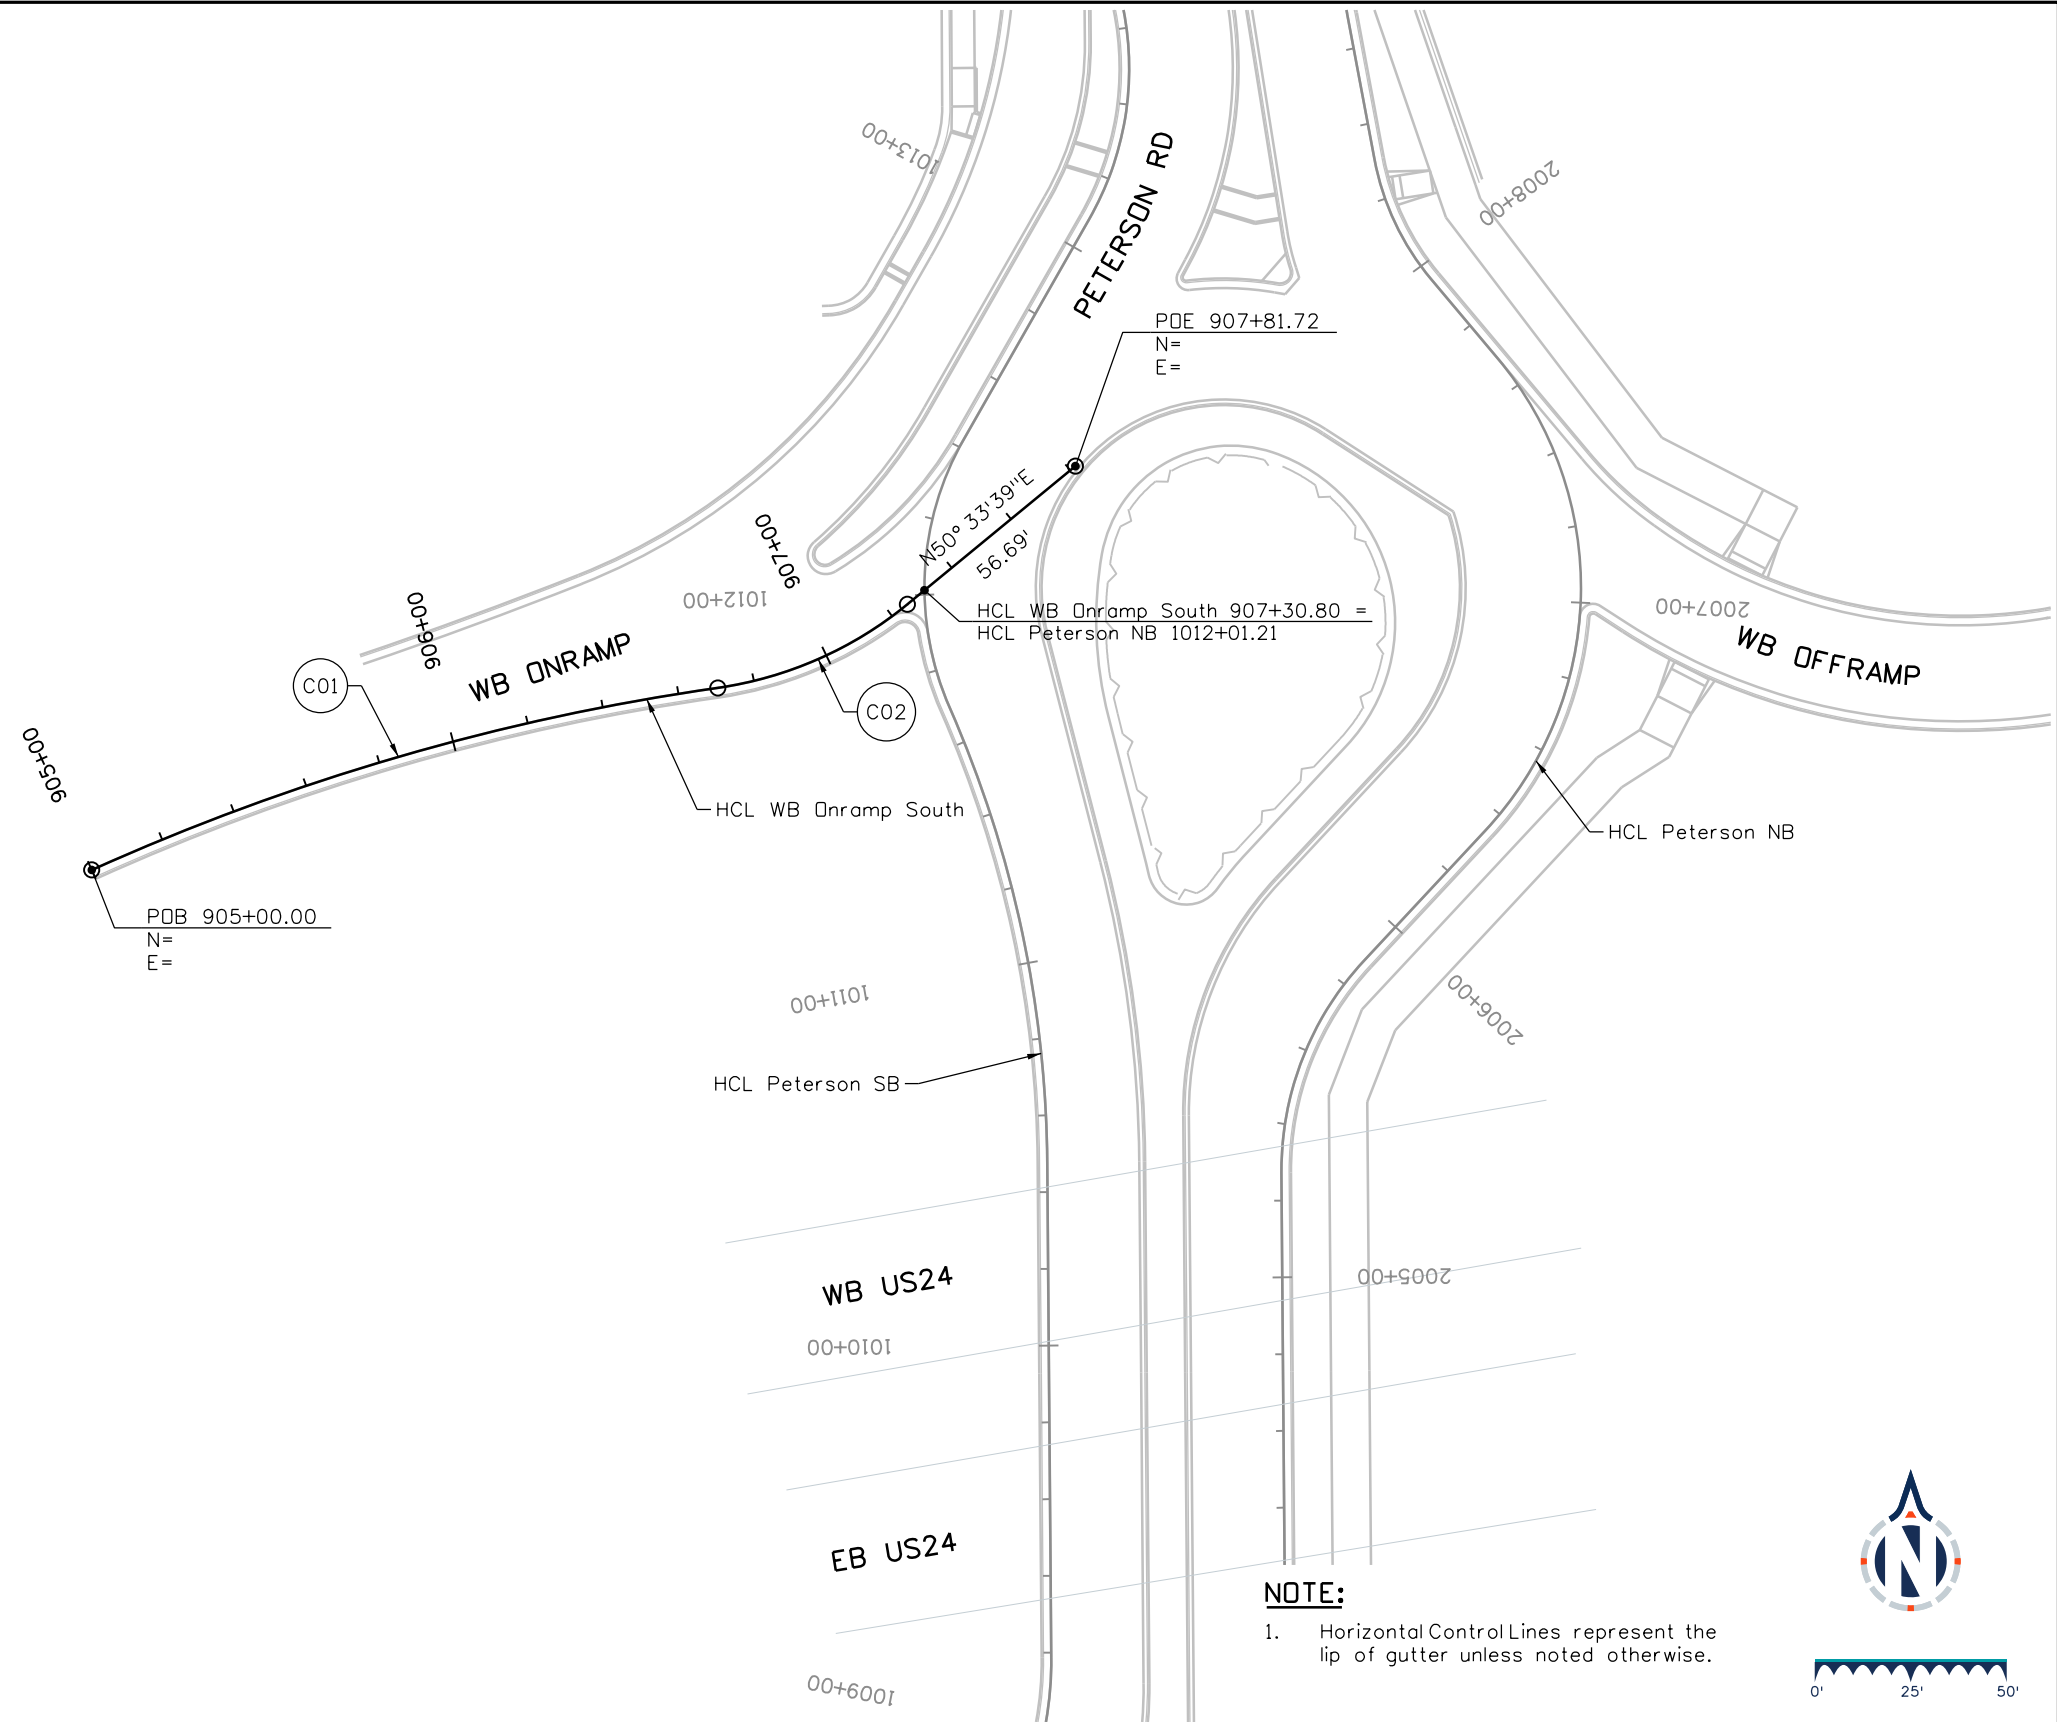 1013+00
PETERSON RD
2008+00
POE 907+81.72
N=
E=
N50° 33'39"E
56.69'
907+00
1012+00
906+00
HCL WB Onramp South 907+30.80 =
HCL Peterson NB 1012+01.21
2007+00
WB OFFRAMP
WB ONRAMP
C01
C02
905+00
HCL WB Onramp South
HCL Peterson NB
POB 905+00.00
N=
E=
1011+00
2006+00
HCL Peterson SB
WB US24
2005+00
1010+00
EB US24
NOTE:
1. Horizontal Control Lines represent the
lip of gutter unless noted otherwise.
1009+00
N
0' 25' 50'